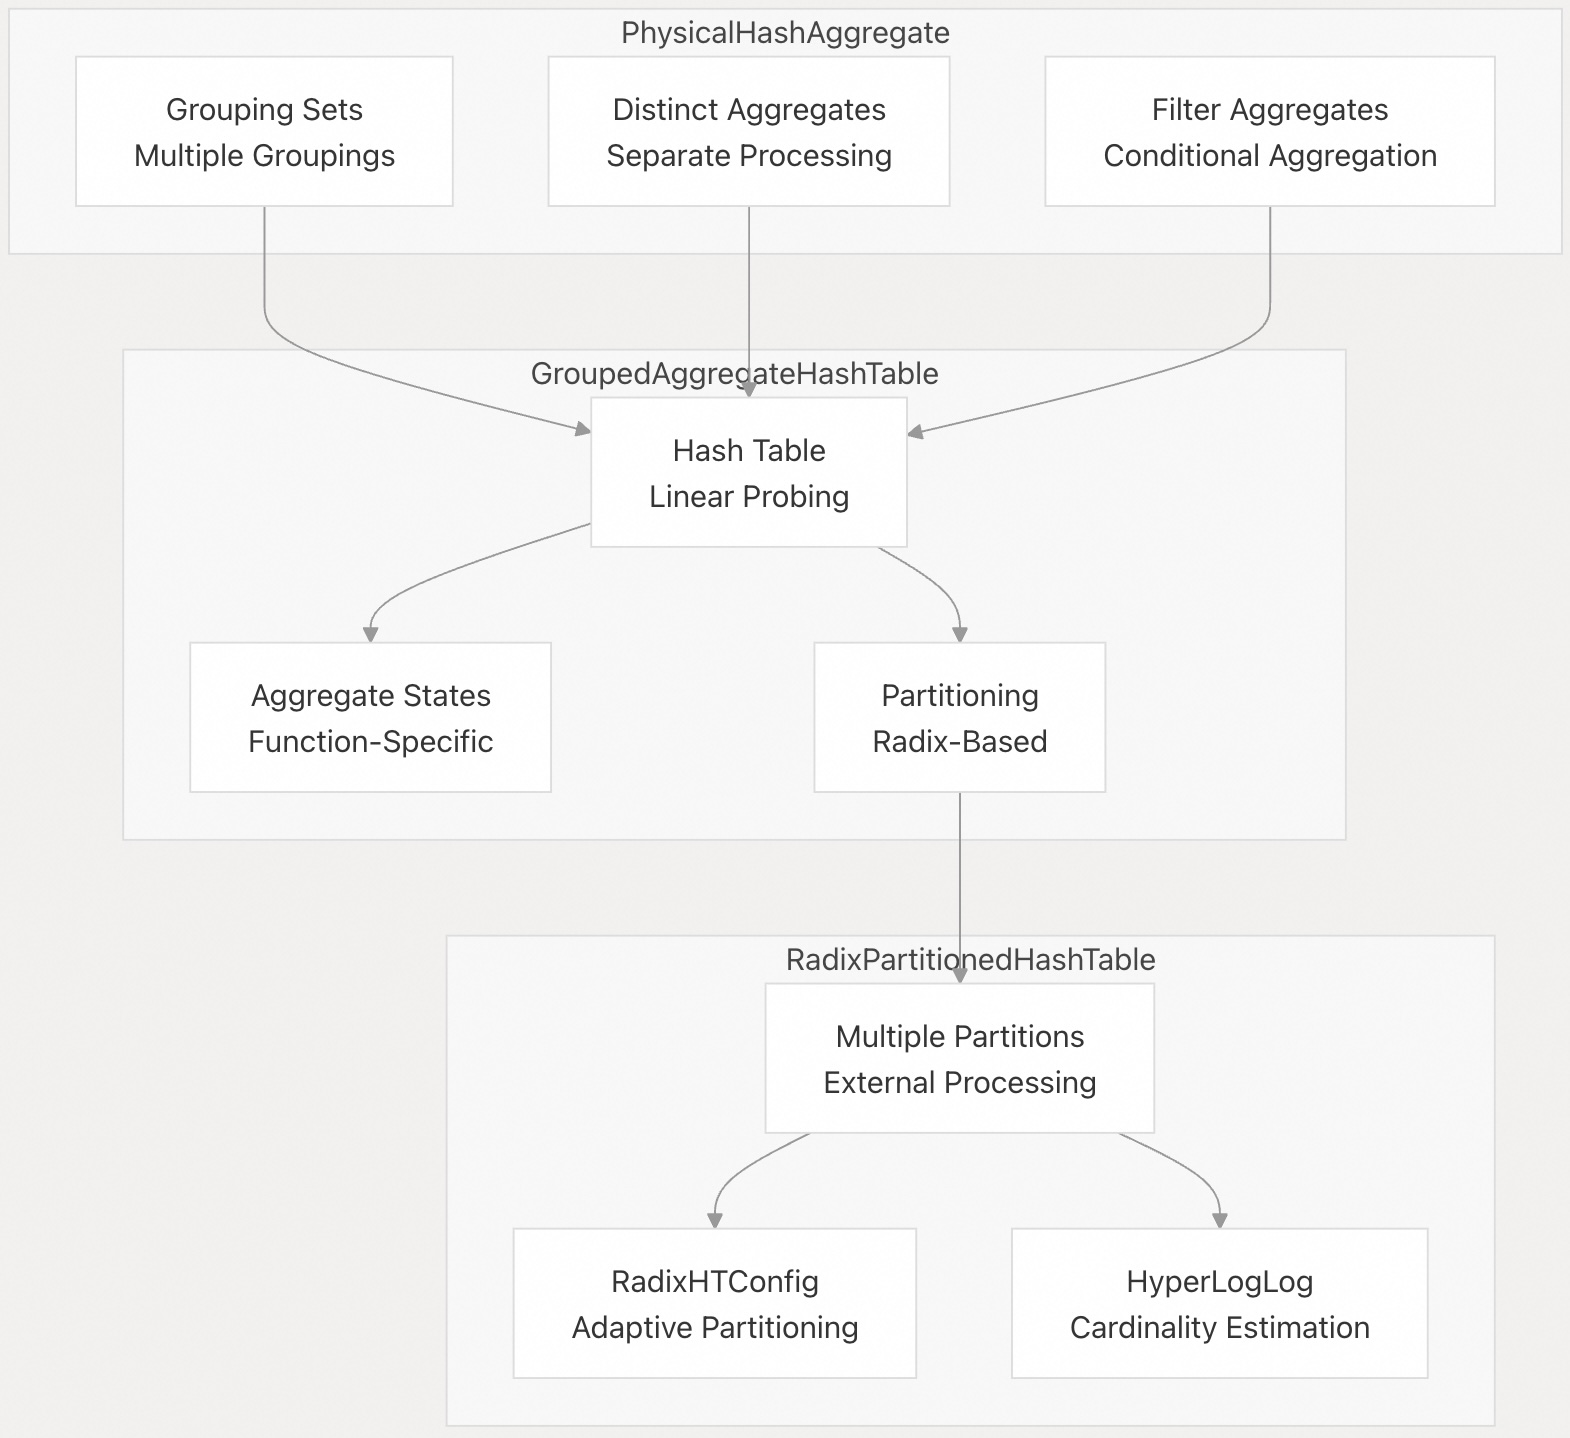 PhysicalHashAggregate
Grouping Sets
Multiple Groupings
Distinct Aggregates
Separate Processing
Filter Aggregates
Conditional Aggregation
GroupedAggregateHashTable
Hash Table
Linear Probing
Aggregate States
Function-Specific
Partitioning
Radix-Based
RadixPartitionedHashTable
Multiple Partitions
External Processing
RadixHTConfig
Adaptive Partitioning
HyperLogLog
Cardinality Estimation